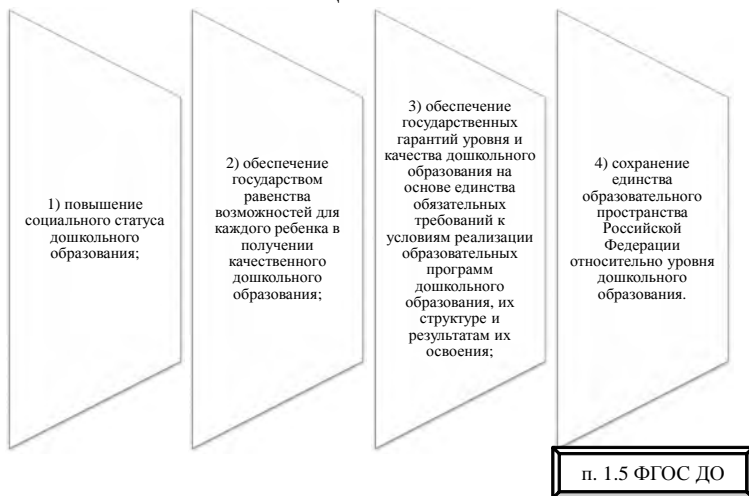 1) повышение
социального статуса
дошкольного
образования;
2) обеспечение
государством
равенства
возможностей для
каждого ребенка в
получении
качественного
дошкольного
образования;
3) обеспечение
государственных
гарантий уровня и
качества дошкольного
образования на
основе единства
обязательных
требований к
условиям реализации
образовательных
программ
дошкольного
образования, их
структуре и
результатам их
освоения;
4) сохранение
единства
образовательного
пространства
Российской
Федерации
относительно уровня
дошкольного
образования.
п. 1.5 ФГОС ДО